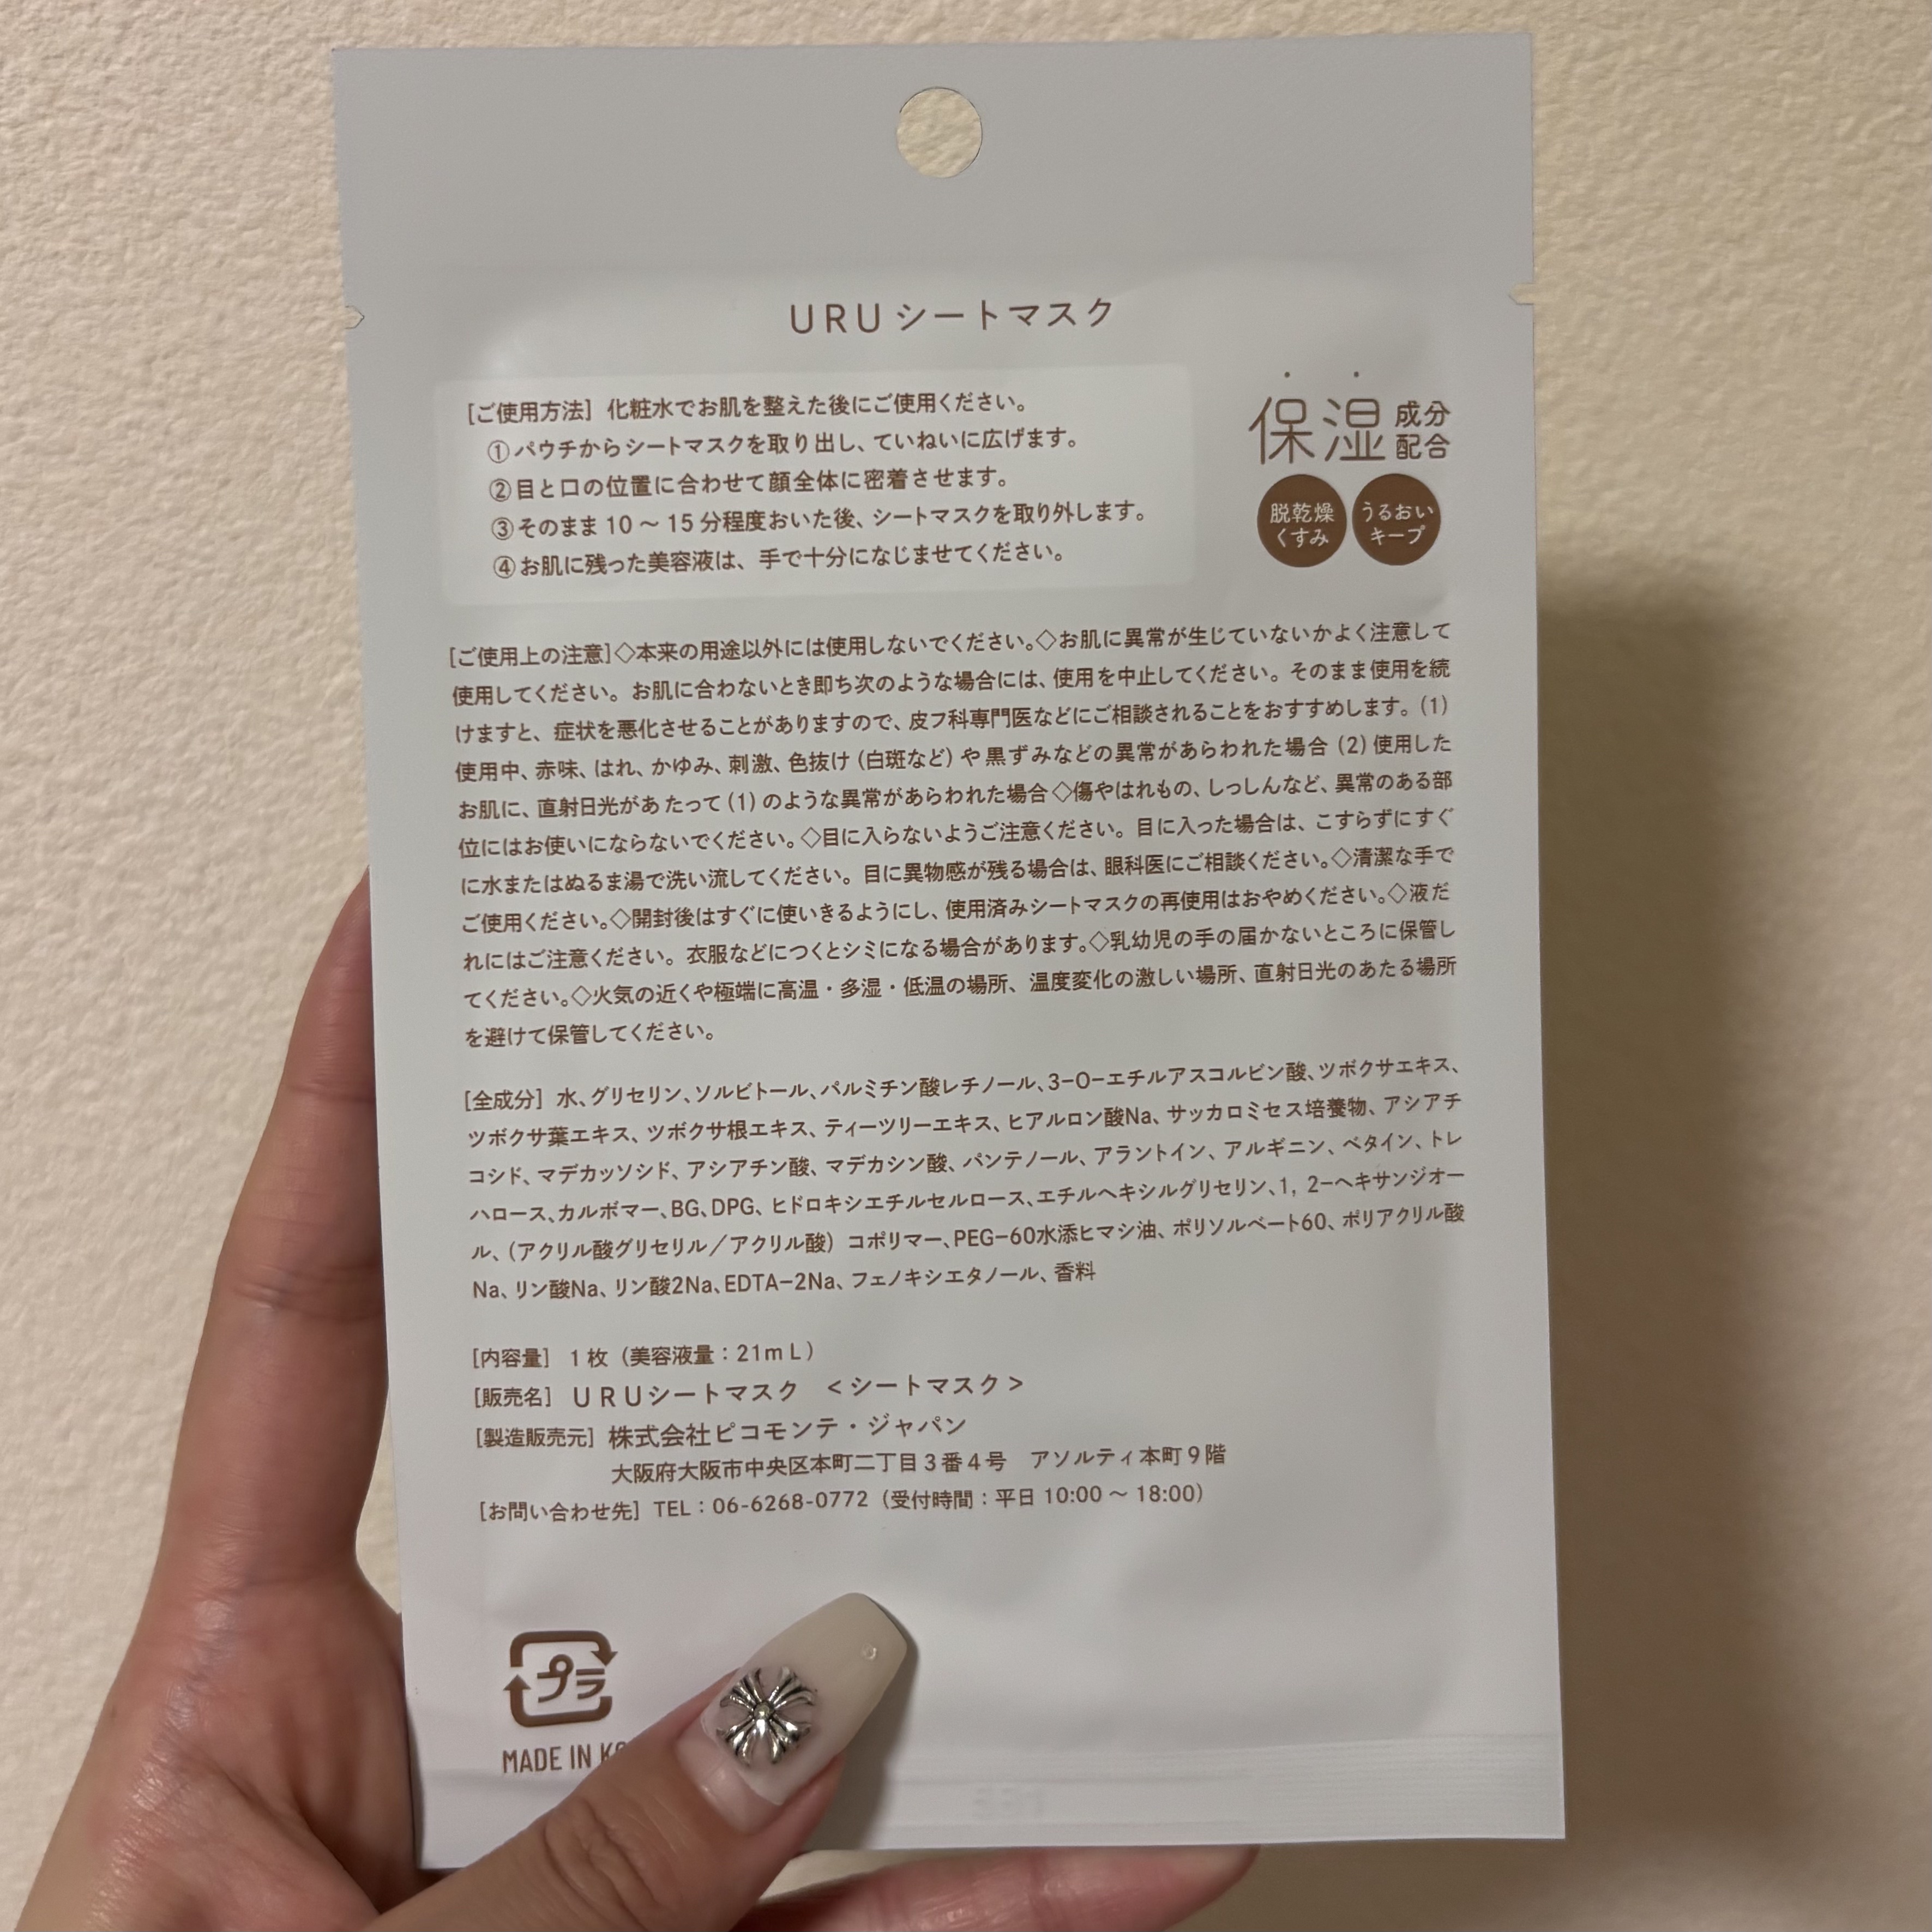 URUシートマスク
[ご使用方法] 化粧水でお肌を整えた後にご使用ください。
①パウチからシートマスクを取り出し、ていねいに広げます。
②目と口の位置に合わせて顔全体に密着させます。
③そのまま 10 ～ 15 分程度おいた後、シートマスクを取り外します。
④お肌に残った美容液は、手で十分になじませてください。
保湿成分配合
脱乾燥
くすみ
うるおい
キープ
[ご使用上の注意]◇本来の用途以外には使用しないでください。◇お肌に異常が生じていないかよく注意して
使用してください。お肌に合わないとき即ち次のような場合には、使用を中止してください。そのまま使用を続
けますと、症状を悪化させることがありますので、皮フ科専門医などにご相談されることをおすすめします。(1)
使用中、赤味、はれ、かゆみ、刺激、色抜け (白斑など) や黒ずみなどの異常があらわれた場合 (2) 使用した
お肌に、直射日光があたって (1) のような異常があらわれた場合◇傷やはれもの、しっしんなど、異常のある部
位にはお使いにならないでください。◇目に入らないようご注意ください。目に入った場合は、こすらずにすぐ
に水またはぬるま湯で洗い流してください。目に異物感が残る場合は、眼科医にご相談ください。◇清潔な手で
ご使用ください。◇開封後はすぐに使いきるようにし、使用済みシートマスクの再使用はおやめください。◇液だ
れにはご注意ください。衣服などにつくとシミになる場合があります。◇乳幼児の手の届かないところに保管し
てください。◇火気の近くや極端に高温・多湿・低温の場所、温度変化の激しい場所、直射日光のあたる場所
を避けて保管してください。
[全成分] 水、グリセリン、ソルビトール、パルミチン酸レチノール、3-O-エチルアスコルビン酸、ツボクサエキス、
ツボクサ葉エキス、ツボクサ根エキス、ティーツリーエキス、ヒアルロン酸Na、サッカロミセス培養物、アシアチ
コシド、マデカッソシド、アシアチン酸、マデカシン酸、パンテノール、アラントイン、アルギニン、ベタイン、トレ
ハロース、カルボマー、BG、DPG、ヒドロキシエチルセルロース、エチルヘキシルグリセリン、1, 2-ヘキサンジオー
ル、(アクリル酸グリセリル／アクリル酸) コポリマー、PEG-60水添ヒマシ油、ポリソルベート60、ポリアクリル酸
Na、リン酸Na、リン酸2Na、EDTA-2Na、フェノキシエタノール、香料
[内容量] 1 枚 (美容液量：21mL)
[販売名] URUシートマスク <シートマスク>
[製造販売元] 株式会社ピコモンテ・ジャパン
大阪府大阪市中央区本町二丁目3番4号 アソルティ本町9階
[お問い合わせ先] TEL：06-6268-0772 (受付時間：平日 10:00 ～ 18:00)
プラ
MADE IN